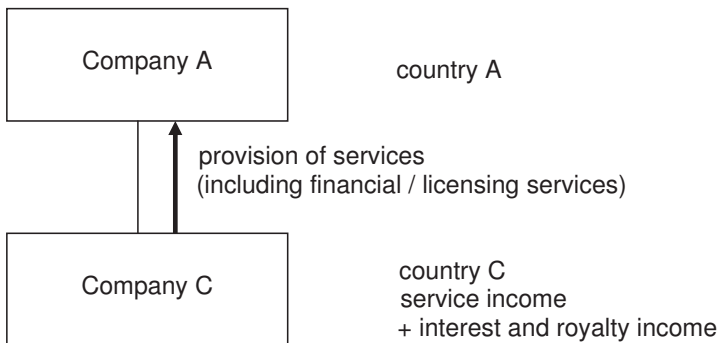 Company A
country A
provision of services
(including financial / licensing services)
Company C
country C
service income
+ interest and royalty income